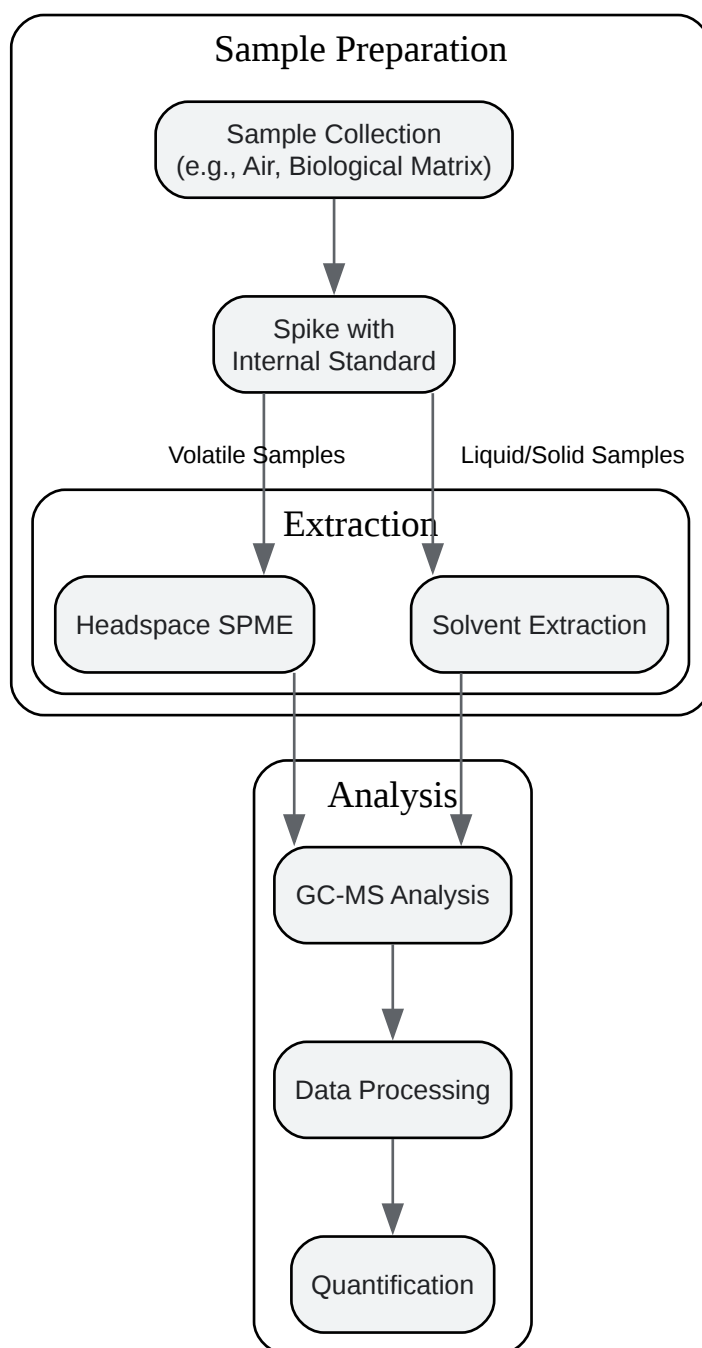 Sample Preparation
Sample Collection
(e.g., Air, Biological Matrix)
Spike with
Internal Standard
Volatile Samples
Liquid/Solid Samples
Extraction
Headspace SPME
Solvent Extraction
Analysis
GC-MS Analysis
Data Processing
Quantification